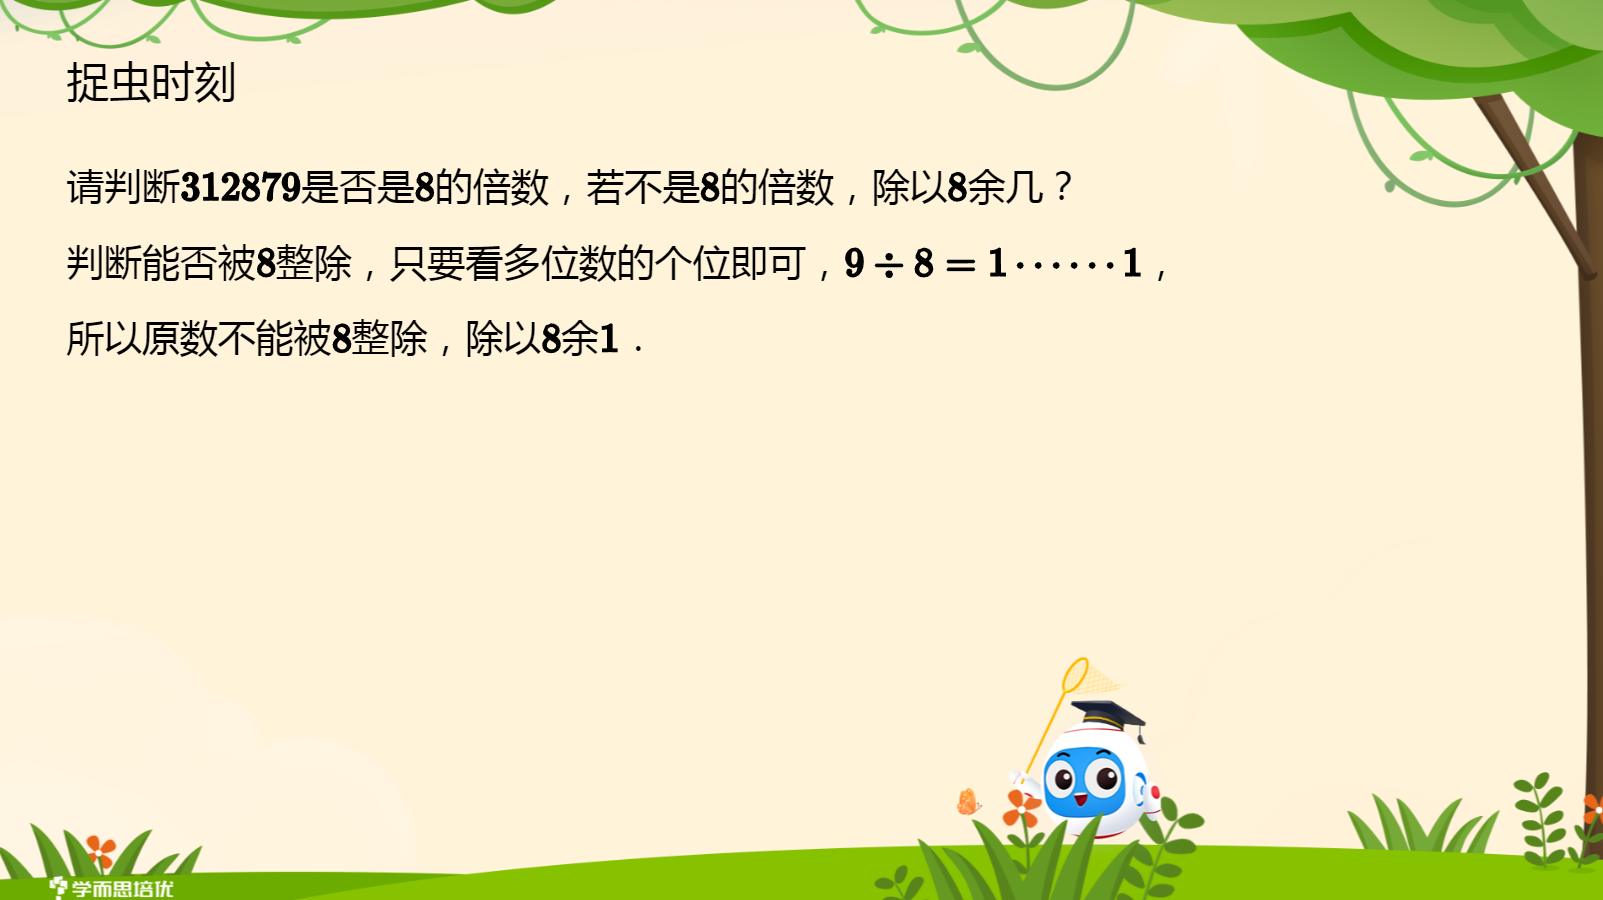 捉虫时刻
请判断312879是否是8的倍数，若不是8的倍数，除以8余几？
判断能否被8整除，只要看多位数的个位即可，9÷8=1······1，
所以原数不能被8整除，除以8余1．
学而思培优